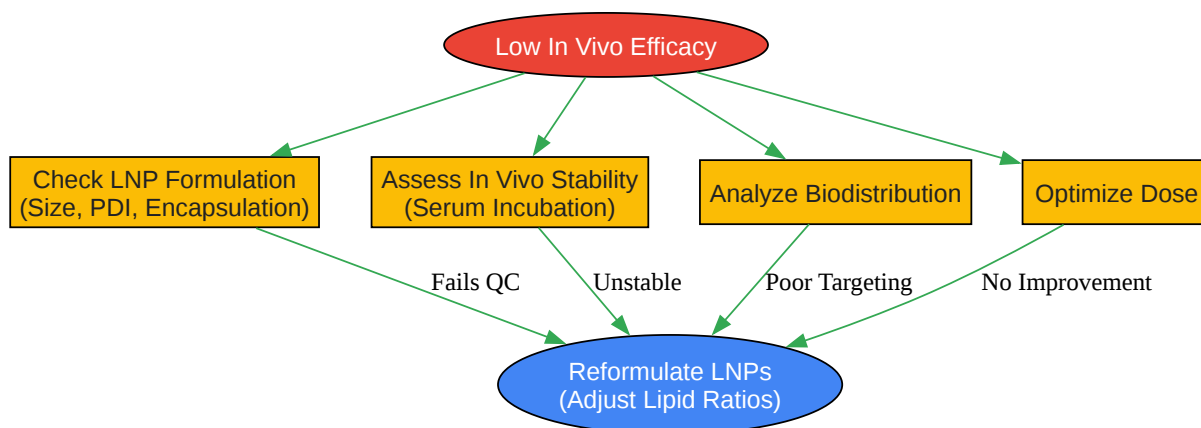 Low In Vivo Efficacy
Check LNP Formulation
(Size, PDI, Encapsulation)
Assess In Vivo Stability
(Serum Incubation)
Analyze Biodistribution
Optimize Dose
Fails QC
Unstable
Poor Targeting
No Improvement
Reformulate LNPs
(Adjust Lipid Ratios)